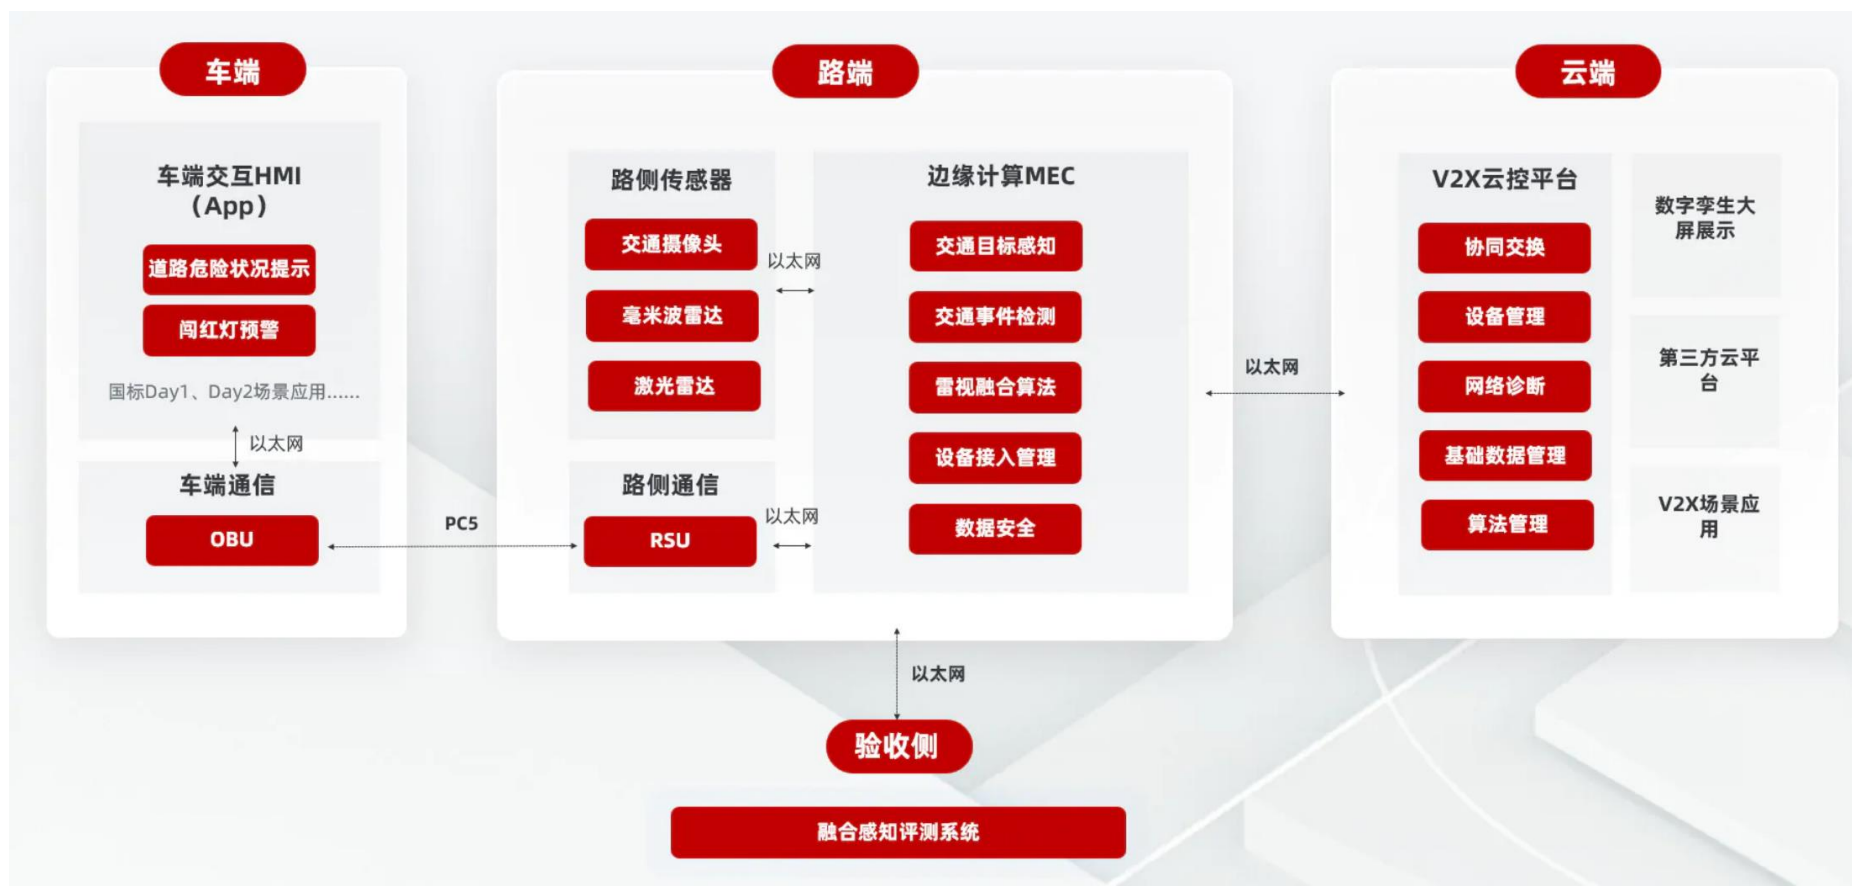 车端
车端交互HMI
（App）
道路危险状况提示
闯红灯预警
国标Day1、Day2场景应用......
以太网
车端通信
OBU
PC5
路端
路侧传感器
交通摄像头
毫米波雷达
激光雷达
以太网
路侧通信
RSU
以太网
边缘计算MEC
交通目标感知
交通事件检测
雷视融合算法
设备接入管理
数据安全
以太网
云端
V2X云控平台
协同交换
设备管理
网络诊断
基础数据管理
算法管理
数字孪生大
屏展示
第三方云平
台
V2X场景应
用
以太网
验收侧
融合感知评测系统